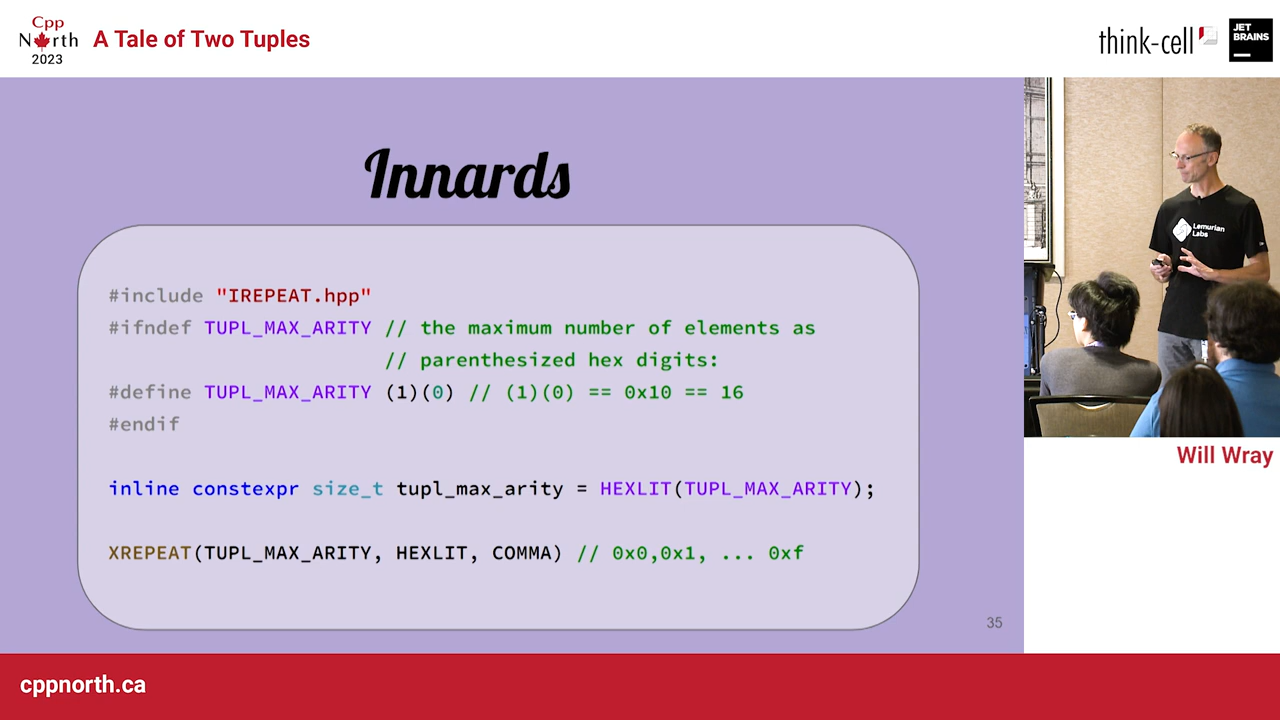 Cpp
North
2023
A Tale of Two Tuples
think-cell
JET
BRAINS
Innards
#include "IREPEAT.hpp"
#ifndef TUPL_MAX_ARITY // the maximum number of elements as
// parenthesized hex digits:
#define TUPL_MAX_ARITY (1)(0) // (1)(0) == 0x10 == 16
#endif
inline constexpr size_t tupl_max_arity = HEXLIT(TUPL_MAX_ARITY);
XREPEAT(TUPL_MAX_ARITY, HEXLIT, COMMA) // 0x0,0x1, ... 0xf
35
Lemurian
Labs
Will Wray
cppnorth.ca